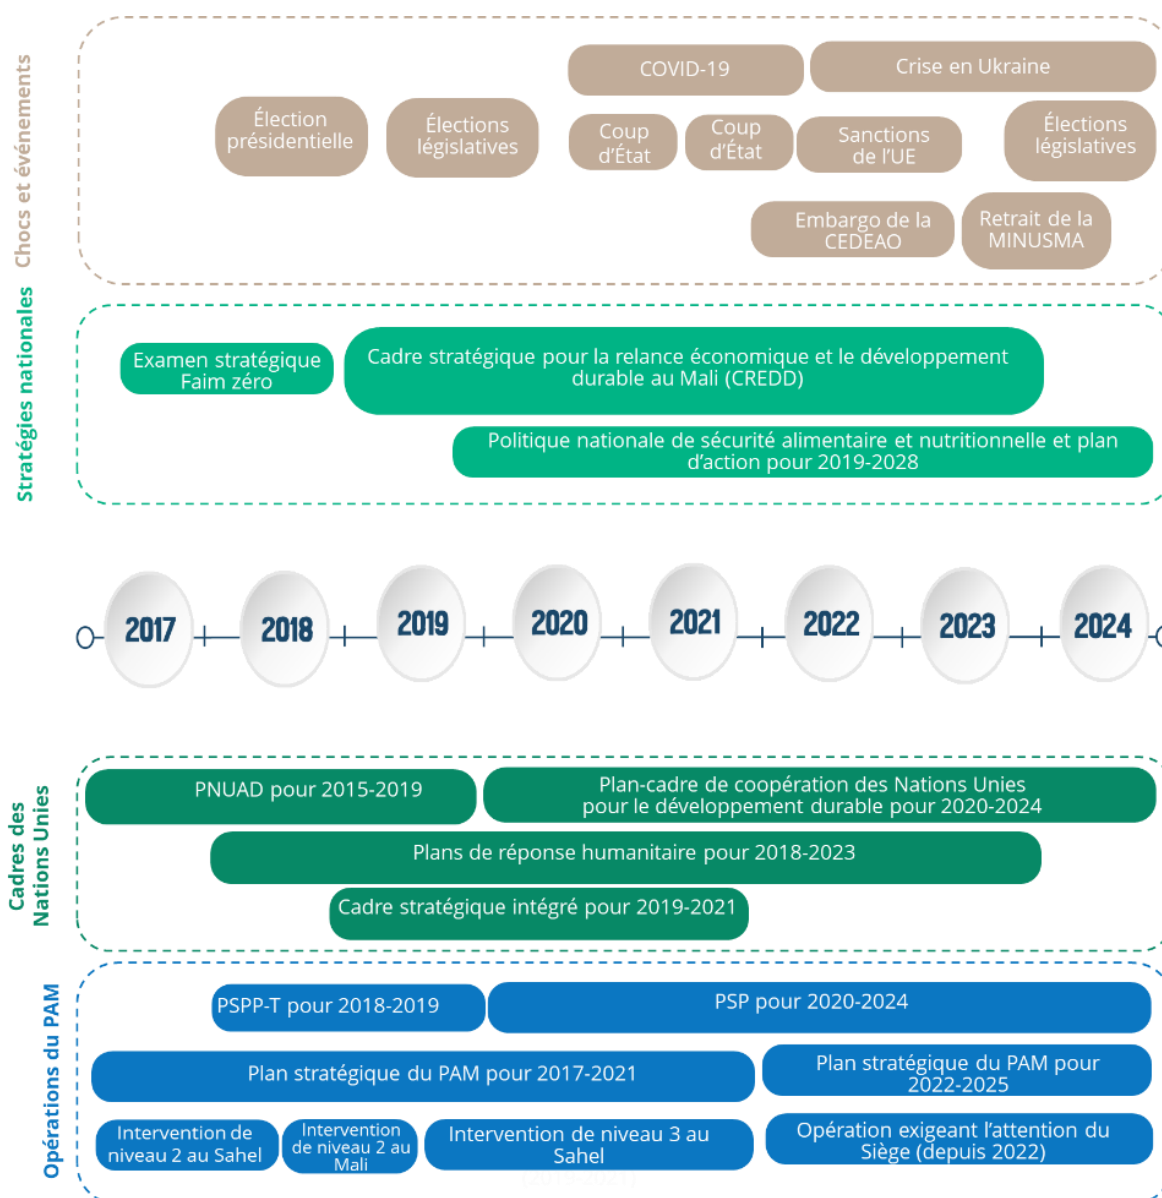 Chocs et événements
COVID-19
Crise en Ukraine
Élection
présidentielle
Élections
législatives
Coup
d'État
Coup
d'État
Sanctions
de l'UE
Élections
législatives
Embargo de la
CEDEAO
Retrait de la
MINUSMA
Stratégies nationales
Examen stratégique
Faim zéro
Cadre stratégique pour la relance économique et le développement
durable au Mali (CREDD)
Politique nationale de sécurité alimentaire et nutritionnelle et plan
d'action pour 2019-2028
2017
2018
2019
2020
2021
2022
2023
2024
Cadres des
Nations Unies
PNUAD pour 2015-2019
Plan-cadre de coopération des Nations Unies
pour le développement durable pour 2020-2024
Plans de réponse humanitaire pour 2018-2023
Cadre stratégique intégré pour 2019-2021
Opérations du PAM
PSPP-T pour 2018-2019
PSP pour 2020-2024
Plan stratégique du PAM pour 2017-2021
Plan stratégique du PAM pour
2022-2025
Intervention de
niveau 2 au Sahel
Intervention
de niveau 2 au
Mali
Intervention de niveau 3 au
Sahel
Opération exigeant l'attention du
Siège (depuis 2022)